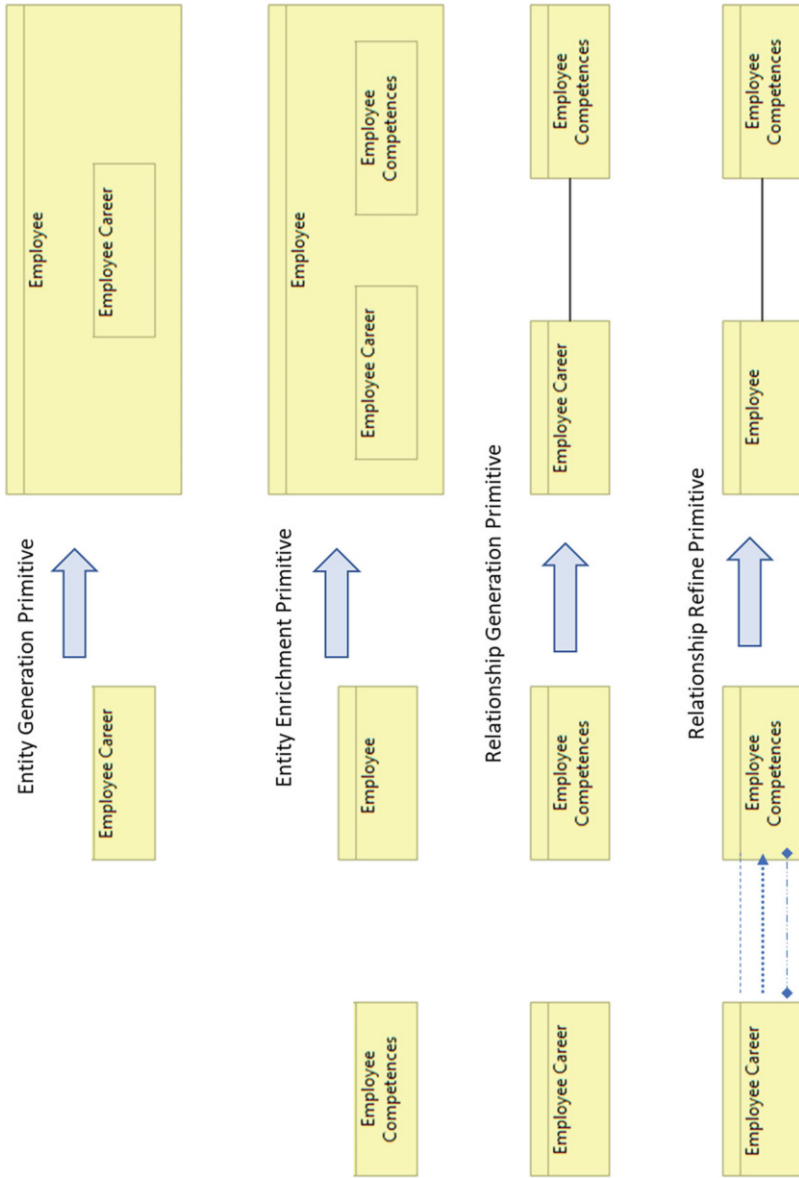 Entity Generation Primitive
Employee Career
Employee
Employee Career
Entity Enrichment Primitive
Employee
Competences
Employee
Employee
Employee Career
Employee
Competences
Relationship Generation Primitive
Employee Career
Employee
Competences
Employee Career
Employee
Competences
Relationship Refine Primitive
Employee Career
Employee
Competences
Employee
Employee
Competences